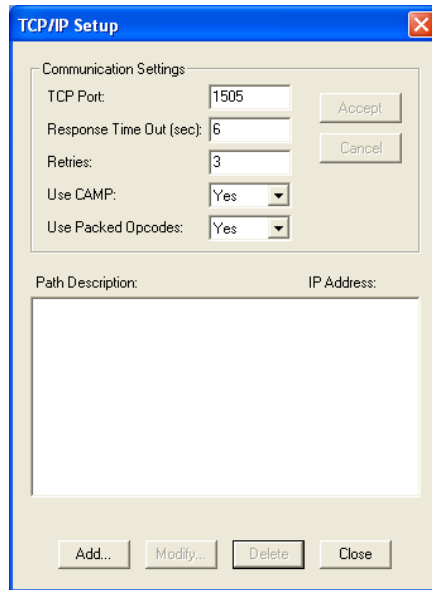 TCP/IP Setup
Communication Settings
TCP Port: 1505
Accept
Response Time Out (sec): 6
Cancel
Retries: 3
Use CAMP: Yes
Use Packed Opcodes: Yes
Path Description: IP Address:
Add... Modify... Delete Close